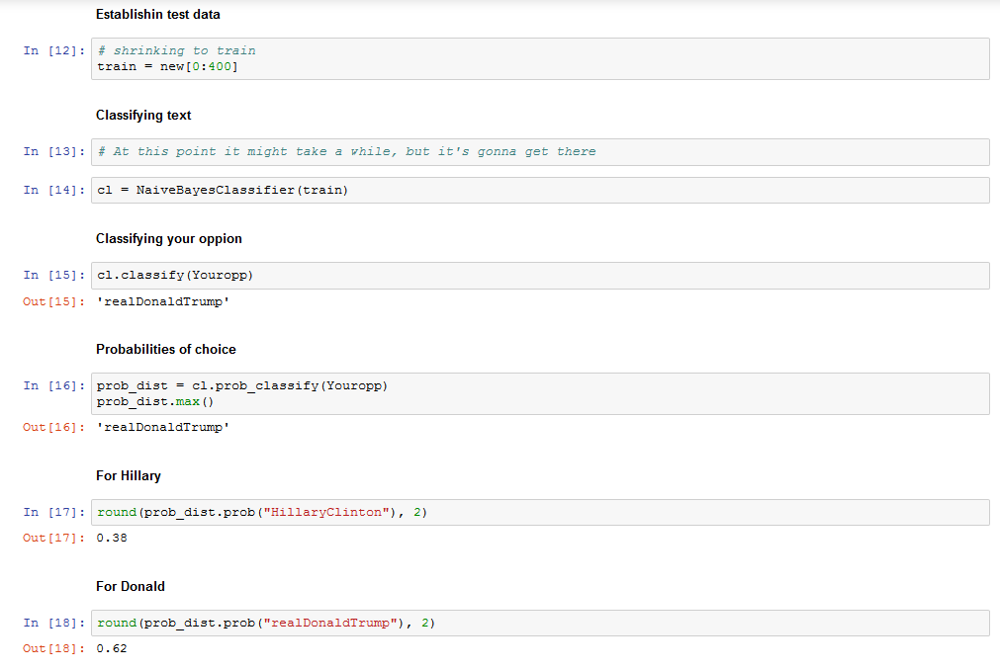 Establishin test data
In [12]: # shrinking to train
train = new[0:400]
Classifying text
In [13]: # At this point it might take a while, but it's gonna get there
In [14]: cl = NaiveBayesClassifier(train)
Classifying your oppion
In [15]: cl.classify(Youropp)
Out[15]: 'realDonaldTrump'
Probabilities of choice
In [16]: prob_dist = cl.prob_classify(Youropp)
prob_dist.max()
Out[16]: 'realDonaldTrump'
For Hillary
In [17]: round(prob_dist.prob("HillaryClinton"), 2)
Out[17]: 0.38
For Donald
In [18]: round(prob_dist.prob("realDonaldTrump"), 2)
Out[18]: 0.62